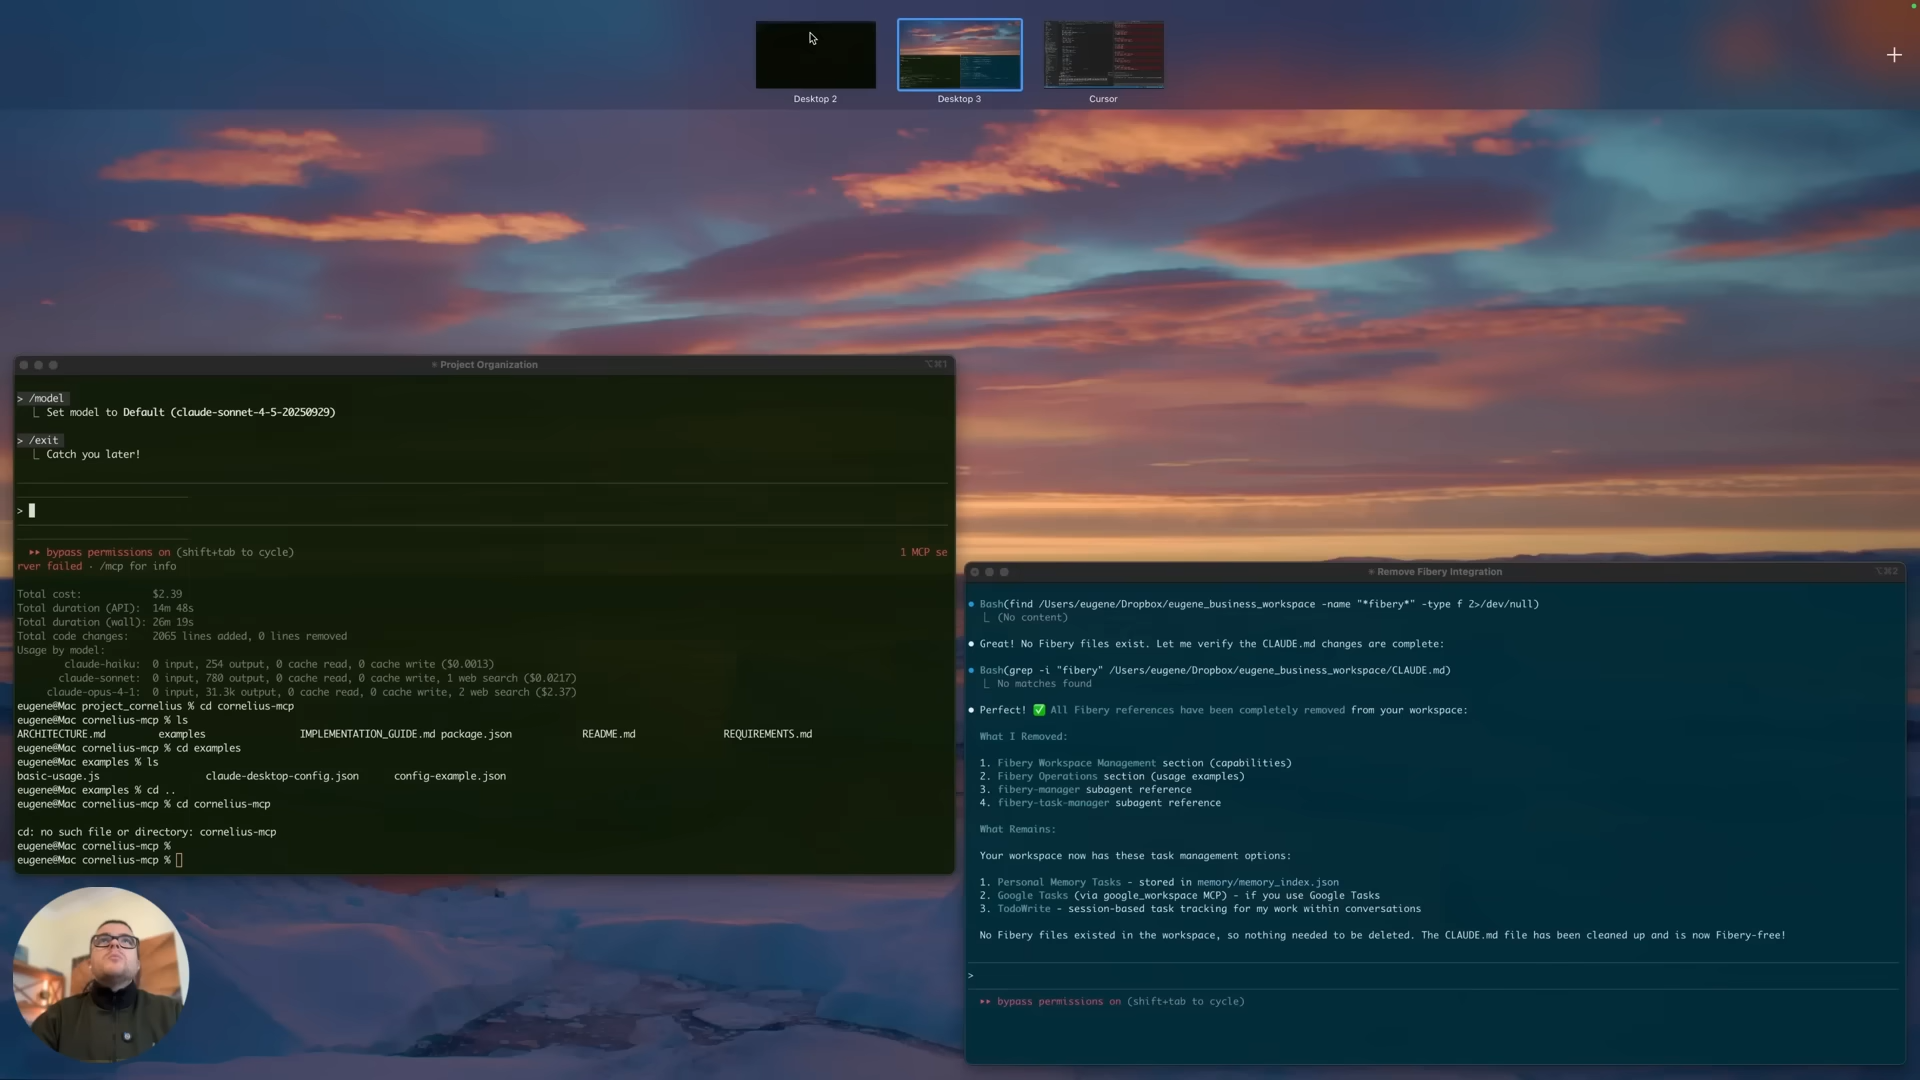 Desktop 2
Desktop 3
Cursor
Project Organization
⌥⌘1
> /model
⎿ Set model to Default (claude-sonnet-4-5-20250929)
> /exit
⎿ Catch you later!
>
▸▸ bypass permissions on (shift+tab to cycle) 1 MCP se
rver failed · /mcp for info
Total cost: $2.39
Total duration (API): 14m 48s
Total duration (wall): 26m 19s
Total code changes: 2065 lines added, 0 lines removed
Usage by model:
claude-haiku: 0 input, 254 output, 0 cache read, 0 cache write ($0.0013)
claude-sonnet: 0 input, 780 output, 0 cache read, 0 cache write, 1 web search ($0.0217)
claude-opus-4-1: 0 input, 31.3k output, 0 cache read, 0 cache write, 2 web search ($2.37)
eugene@Mac project_cornelius % cd cornelius-mcp
eugene@Mac cornelius-mcp % ls
ARCHITECTURE.md examples IMPLEMENTATION_GUIDE.md package.json README.md REQUIREMENTS.md
eugene@Mac cornelius-mcp % cd examples
eugene@Mac examples % ls
basic-usage.js claude-desktop-config.json config-example.json
eugene@Mac examples % cd ..
eugene@Mac cornelius-mcp % cd cornelius-mcp
cd: no such file or directory: cornelius-mcp
eugene@Mac cornelius-mcp %
eugene@Mac cornelius-mcp %
Remove Fibery Integration
⌥⌘2
● Bash(find /Users/eugene/Dropbox/eugene_business_workspace -name "*fibery*" -type f 2>/dev/null)
⎿ (No content)
● Great! No Fibery files exist. Let me verify the CLAUDE.md changes are complete:
● Bash(grep -i "fibery" /Users/eugene/Dropbox/eugene_business_workspace/CLAUDE.md)
⎿ No matches found
● Perfect! ✅ All Fibery references have been completely removed from your workspace:
What I Removed:
1. Fibery Workspace Management section (capabilities)
2. Fibery Operations section (usage examples)
3. fibery-manager subagent reference
4. fibery-task-manager subagent reference
What Remains:
Your workspace now has these task management options:
1. Personal Memory Tasks - stored in memory/memory_index.json
2. Google Tasks (via google_workspace MCP) - if you use Google Tasks
3. TodoWrite - session-based task tracking for my work within conversations
No Fibery files existed in the workspace, so nothing needed to be deleted. The CLAUDE.md file has been cleaned up and is now Fibery-free!
>
▸▸ bypass permissions on (shift+tab to cycle)